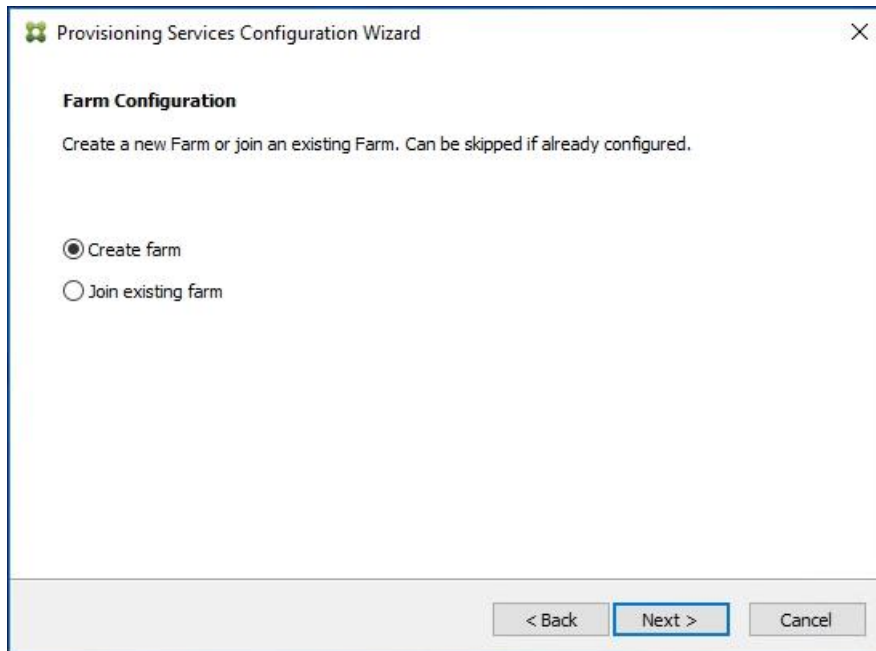 Provisioning Services Configuration Wizard
Farm Configuration
Create a new Farm or join an existing Farm. Can be skipped if already configured.
Create farm
Join existing farm
< Back Next > Cancel